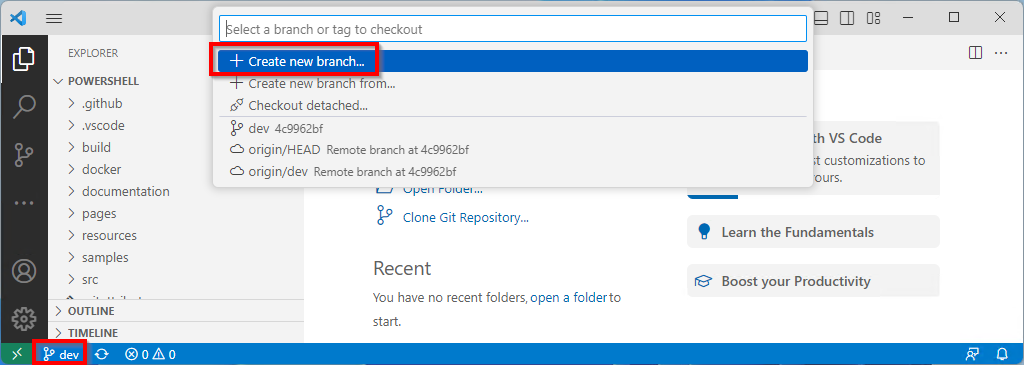 Select a branch or tag to checkout
Create new branch...
Create new branch from...
Checkout detached...
dev 4c9962bf
origin/HEAD Remote branch at 4c9962bf
origin/dev Remote branch at 4c9962bf
EXPLORER
POWERSHELL
.github
.vscode
build
docker
documentation
pages
resources
samples
src
OUTLINE
TIMELINE
Open Folder...
Clone Git Repository...
Recent
You have no recent folders, open a folder to
start.
VS Code
customizations to
yours.
Learn the Fundamentals
Boost your Productivity
dev
0
0